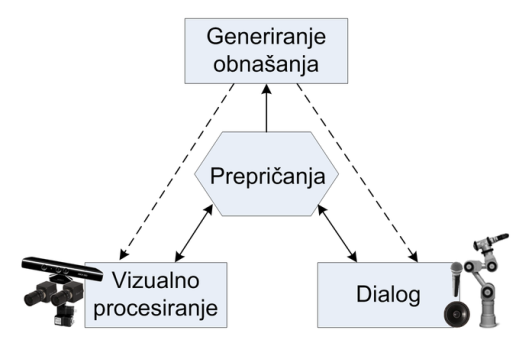 Generiranje
obnašanja
Prepričanja
Vizualno
procesiranje
Dialog